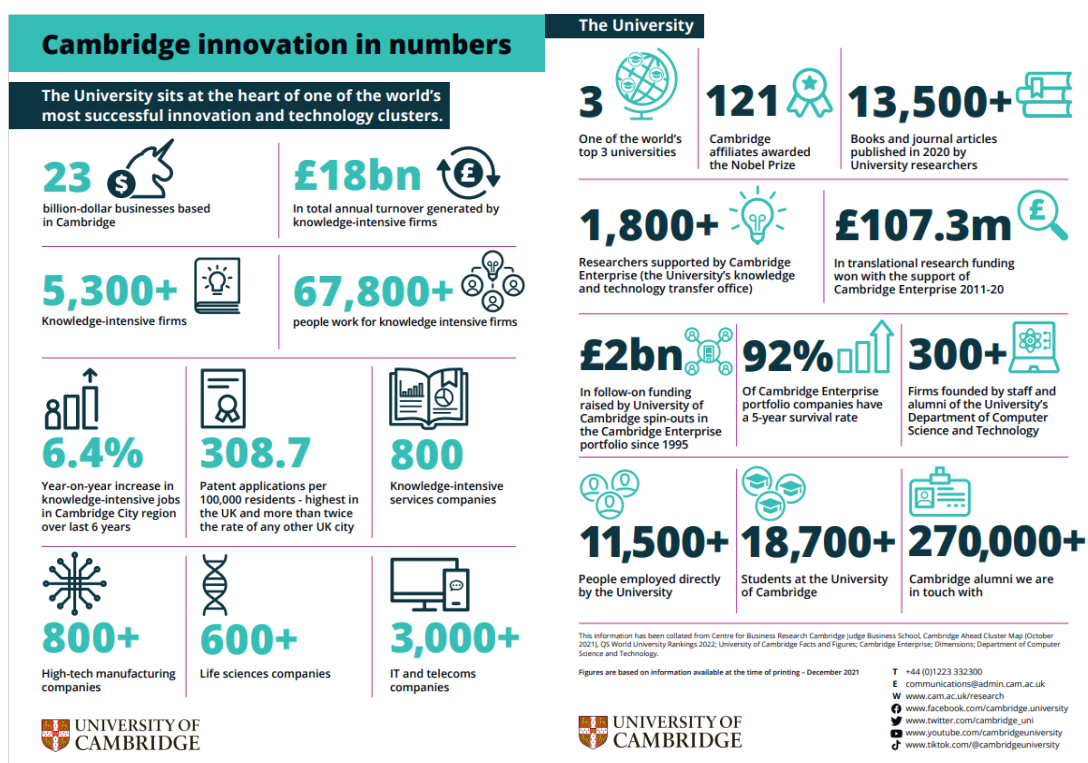 Cambridge innovation in numbers
The University sits at the heart of one of the world's
most successful innovation and technology clusters.
23
$
billion-dollar businesses based
in Cambridge
£18bn
£
In total annual turnover generated by
knowledge-intensive firms
5,300+
Knowledge-intensive firms
67,800+
people work for knowledge intensive firms
6.4%
Year-on-year increase in
knowledge-intensive jobs
in Cambridge City region
over last 6 years
308.7
Patent applications per
100,000 residents - highest in
the UK and more than twice
the rate of any other UK city
800
Knowledge-intensive
services companies
800+
High-tech manufacturing
companies
600+
Life sciences companies
3,000+
IT and telecoms
companies
UNIVERSITY OF
CAMBRIDGE
The University
3
One of the world's
top 3 universities
121
Cambridge
affiliates awarded
the Nobel Prize
13,500+
Books and journal articles
published in 2020 by
University researchers
1,800+
Researchers supported by Cambridge
Enterprise (the University's knowledge
and technology transfer office)
£107.3m
£
In translational research funding
won with the support of
Cambridge Enterprise 2011-20
£2bn
In follow-on funding
raised by University of
Cambridge spin-outs in
the Cambridge Enterprise
portfolio since 1995
92%
Of Cambridge Enterprise
portfolio companies have
a 5-year survival rate
300+
Firms founded by staff and
alumni of the University's
Department of Computer
Science and Technology
11,500+
People employed directly
by the University
18,700+
Students at the University
of Cambridge
270,000+
Cambridge alumni we are
in touch with
This information has been collated from Centre for Business Research Cambridge Judge Business School, Cambridge Ahead Cluster Map (October
2021), QS World University Rankings 2022; University of Cambridge Facts and Figures; Cambridge Enterprise; Dimensions; Department of Computer
Science and Technology.
Figures are based on information available at the time of printing – December 2021
T +44 (0)1223 332300
E communications@admin.cam.ac.uk
W www.cam.ac.uk/research
www.facebook.com/cambridge.university
www.twitter.com/cambridge_uni
www.youtube.com/cambridgeuniversity
www.tiktok.com/@cambridgeuniversity
UNIVERSITY OF
CAMBRIDGE